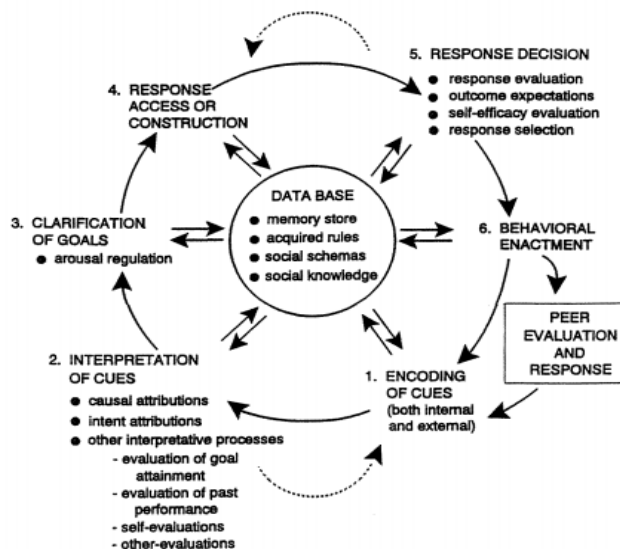 5. RESPONSE DECISION
● response evaluation
● outcome expectations
● self-efficacy evaluation
● response selection
4. RESPONSE
ACCESS OR
CONSTRUCTION
DATA BASE
● memory store
● acquired rules
● social schemas
● social knowledge
3. CLARIFICATION
OF GOALS
● arousal regulation
6. BEHAVIORAL
ENACTMENT
PEER
EVALUATION
AND
RESPONSE
2. INTERPRETATION
OF CUES
● causal attributions
● intent attributions
● other interpretative processes
- evaluation of goal
attainment
- evaluation of past
performance
- self-evaluations
- other-evaluations
1. ENCODING
OF CUES
(both internal
and external)